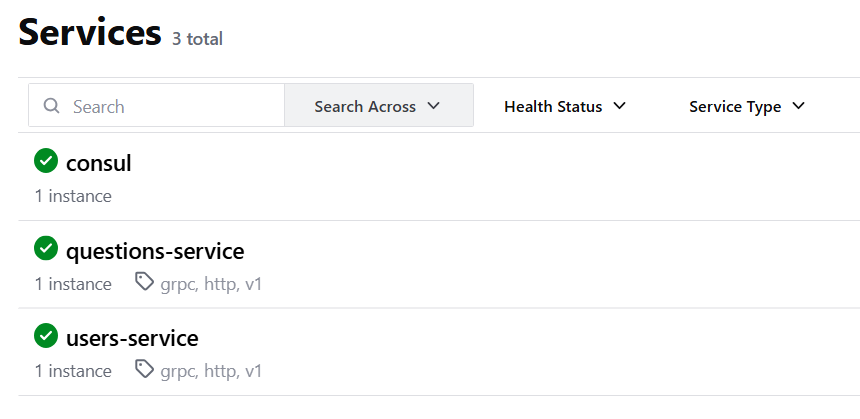 Services 3 total
Search Search Across Health Status Service Type
consul
1 instance
questions-service
1 instance grpc, http, v1
users-service
1 instance grpc, http, v1